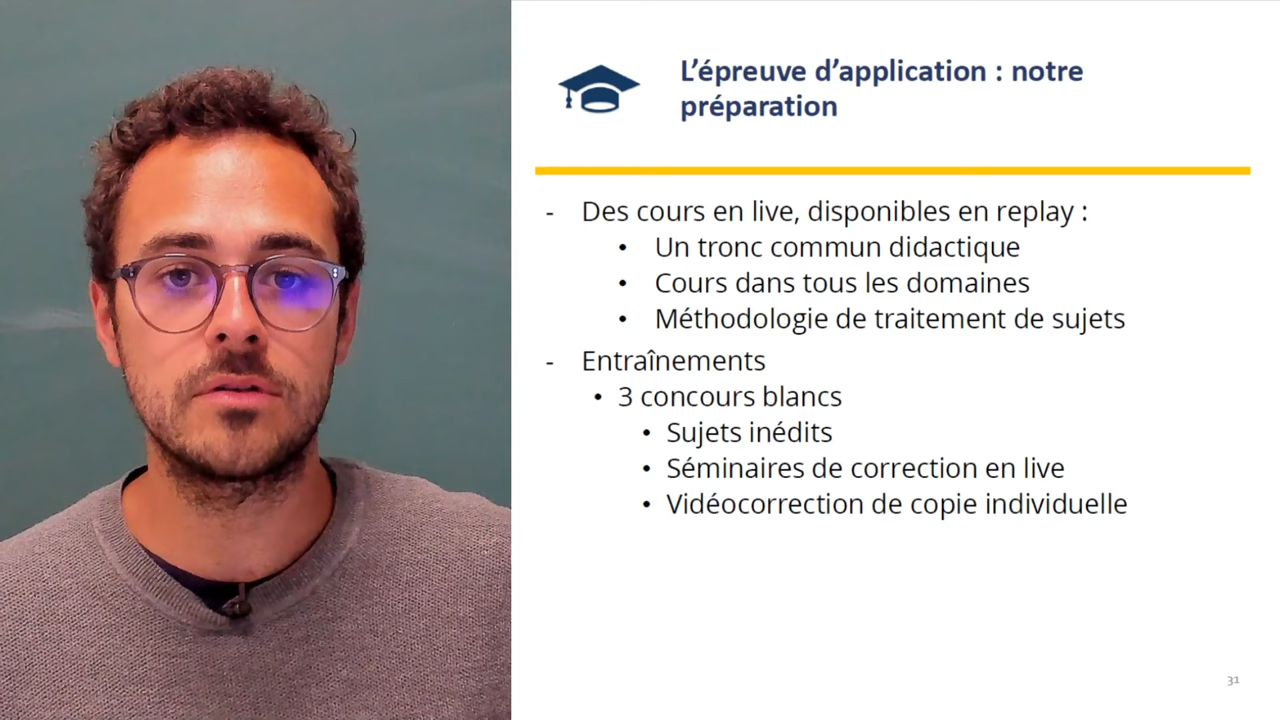 L’épreuve d’application : notre
préparation
- Des cours en live, disponibles en replay :
• Un tronc commun didactique
• Cours dans tous les domaines
• Méthodologie de traitement de sujets
- Entraînements
• 3 concours blancs
• Sujets inédits
• Séminaires de correction en live
• Vidéocorrection de copie individuelle
31